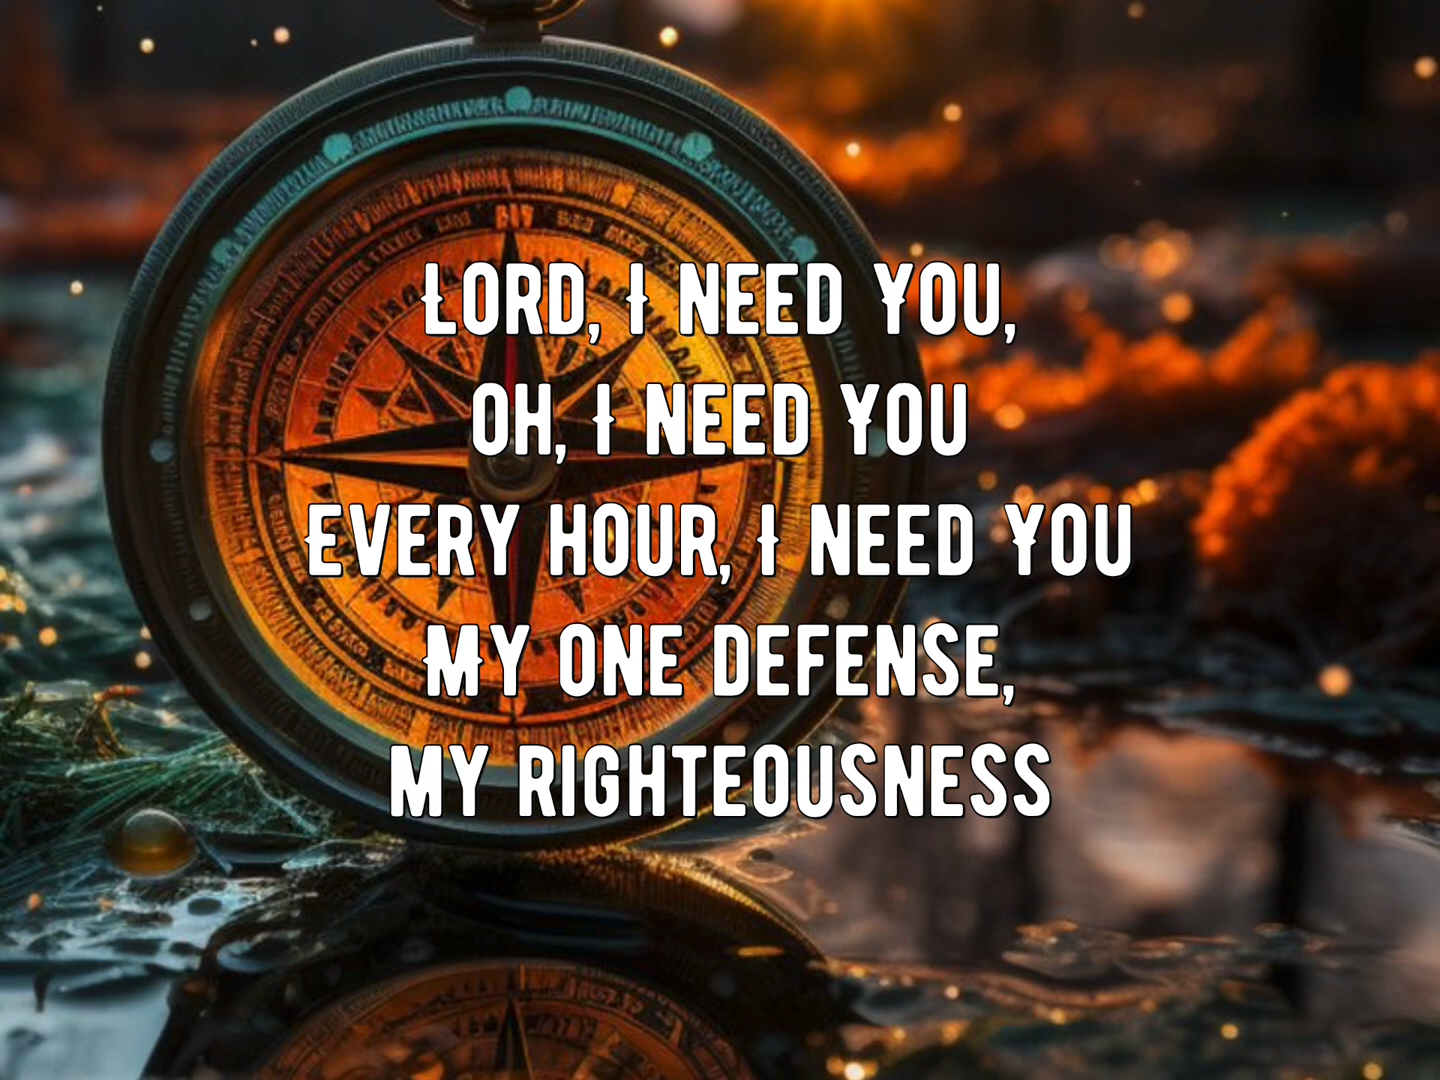 Lord, I need You,
oh, I need You
Every hour, I need You
My one defense,
my righteousness